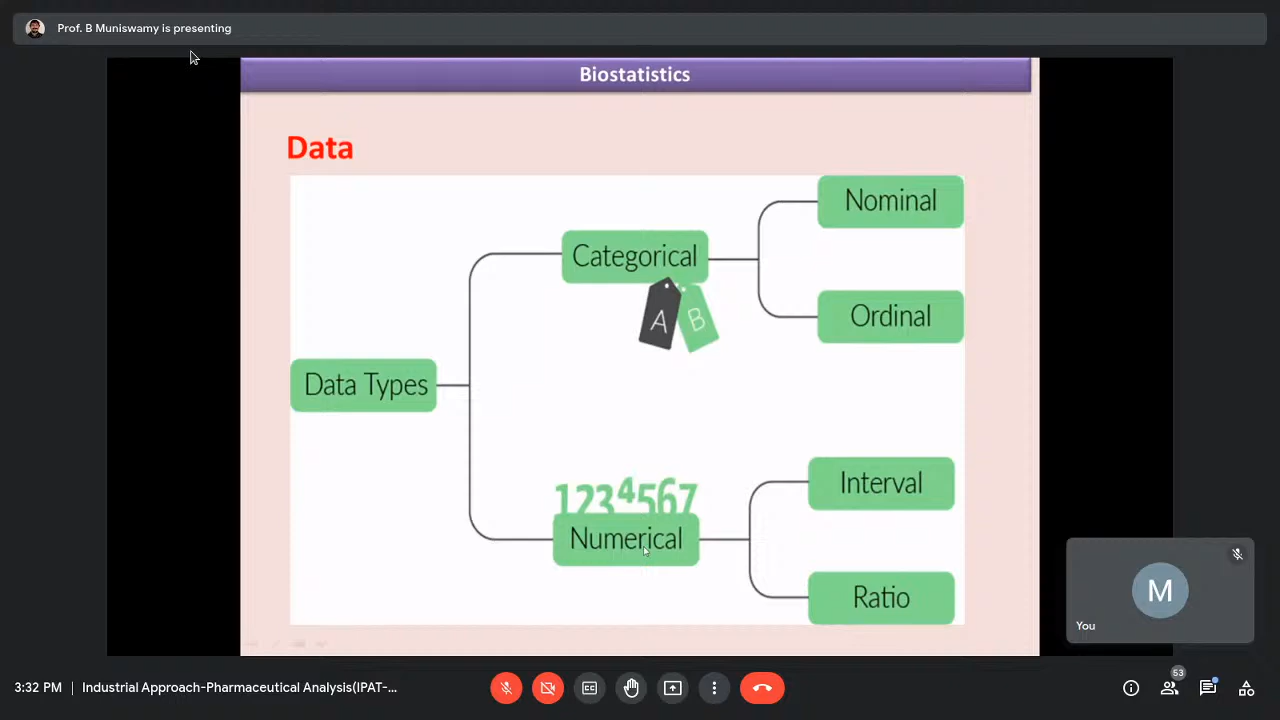 Prof. B Muniswamy is presenting
Biostatistics
Data
Nominal
Categorical
A B
Ordinal
Data Types
1234567
Interval
Numerical
Ratio
M
You
53
3:32 PM | Industrial Approach-Pharmaceutical Analysis(IPAT-...
CC